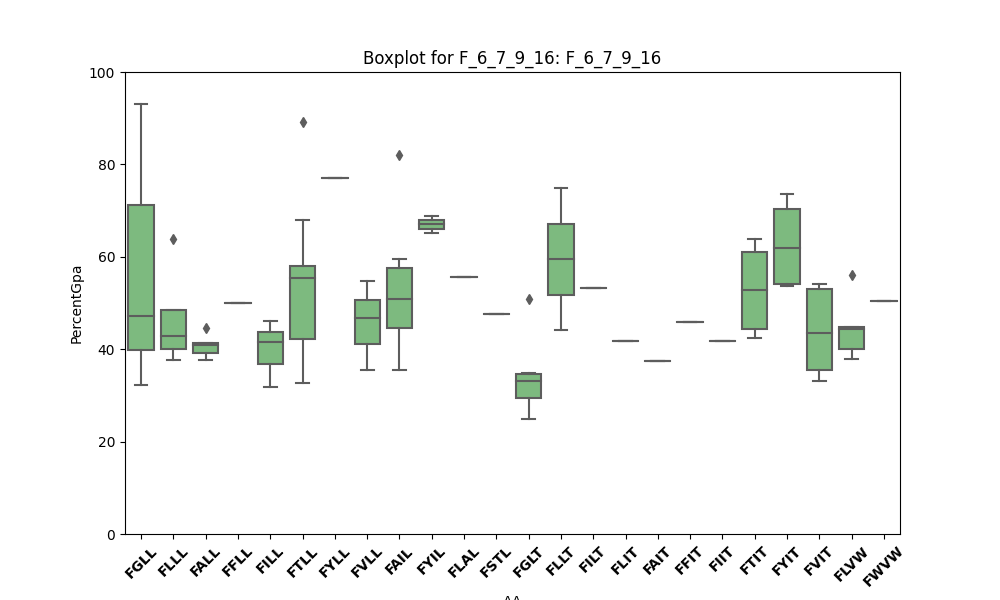 Boxplot for F_6_7_9_16: F_6_7_9_16
100
80
60
40
20
0
PercentGpa
FGLL FLLL FALL FFLL FILL FTLL FYLL FVLL FAIL FYIL FLAL FSTL FGLT FLLT FILT FLIT FAIT FFIT FIIT FTIT FYIT FVIT FLVW FWVW
AA